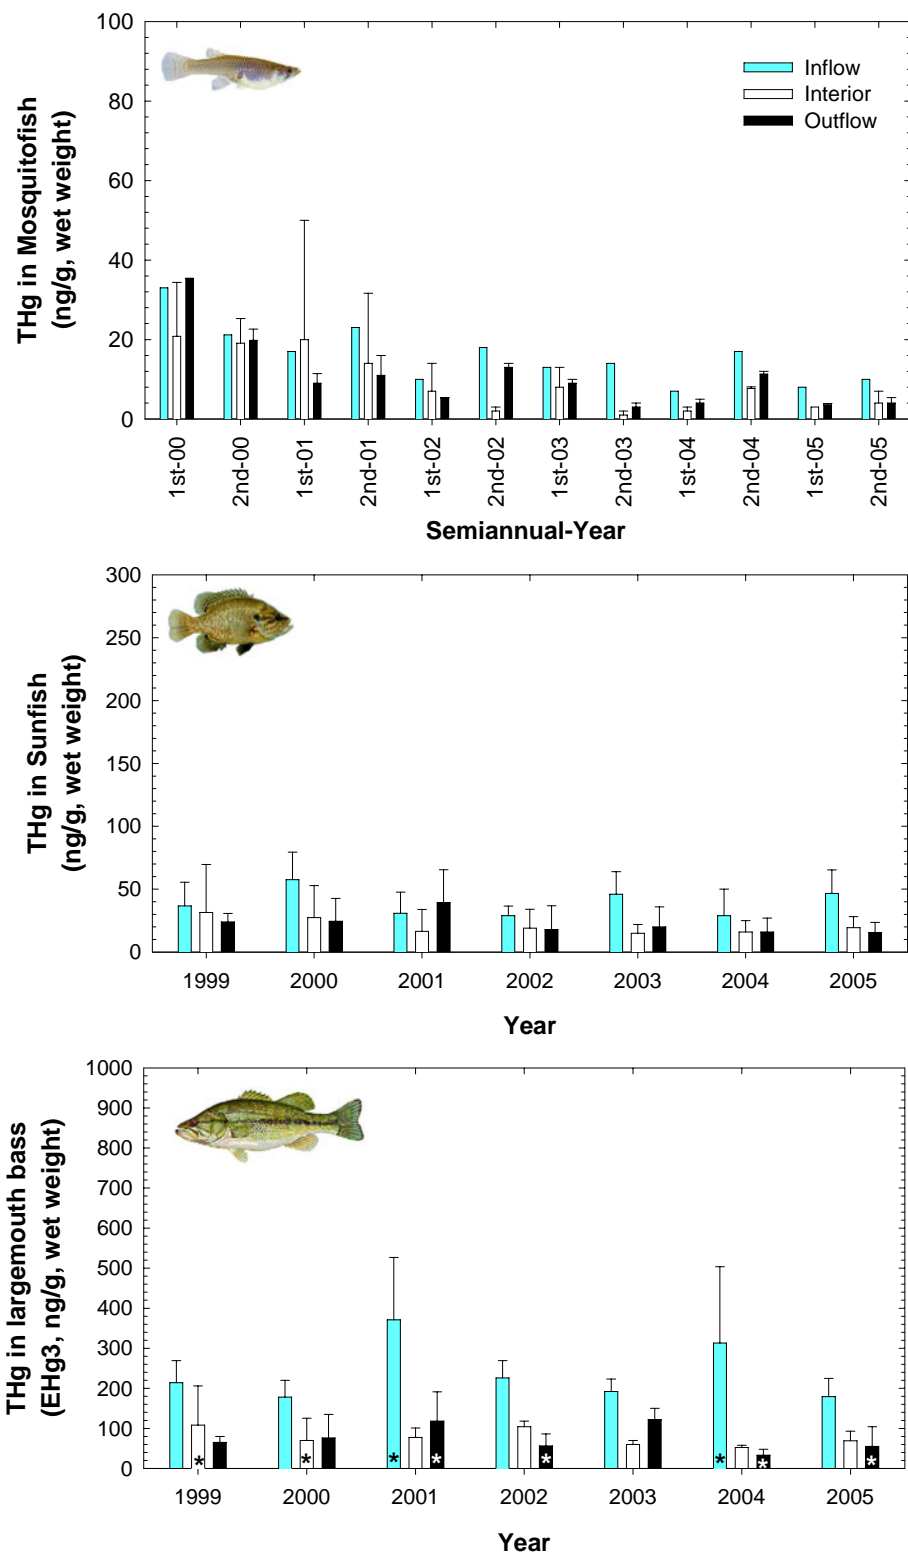 THg in Mosquitofish
(ng/g, wet weight)
100
80
60
40
20
0
Inflow
Interior
Outflow
1st-00
2nd-00
1st-01
2nd-01
1st-02
2nd-02
1st-03
2nd-03
1st-04
2nd-04
1st-05
2nd-05
Semiannual-Year
THg in Sunfish
(ng/g, wet weight)
300
250
200
150
100
50
0
1999 2000 2001 2002 2003 2004 2005
Year
THg in largemouth bass
(EHg3, ng/g, wet weight)
1000
900
800
700
600
500
400
300
200
100
0
* * * * * * * *
1999 2000 2001 2002 2003 2004 2005
Year